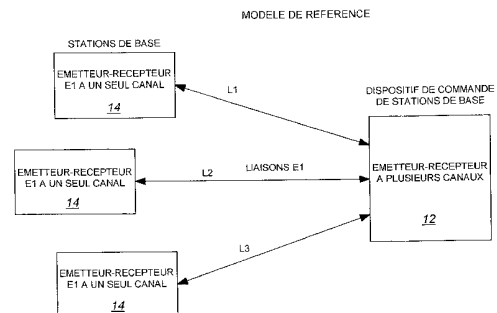 MODELE DE REFERENCE
STATIONS DE BASE
EMETTEUR-RECEPTEUR
E1 A UN SEUL CANAL
14
L1
DISPOSITIF DE COMMANDE
DE STATIONS DE BASE
EMETTEUR-RECEPTEUR
E1 A UN SEUL CANAL
14
L2
LIAISONS E1
EMETTEUR-RECEPTEUR
A PLUSIEURS CANAUX
12
L3
EMETTEUR-RECEPTEUR
E1 A UN SEUL CANAL
14